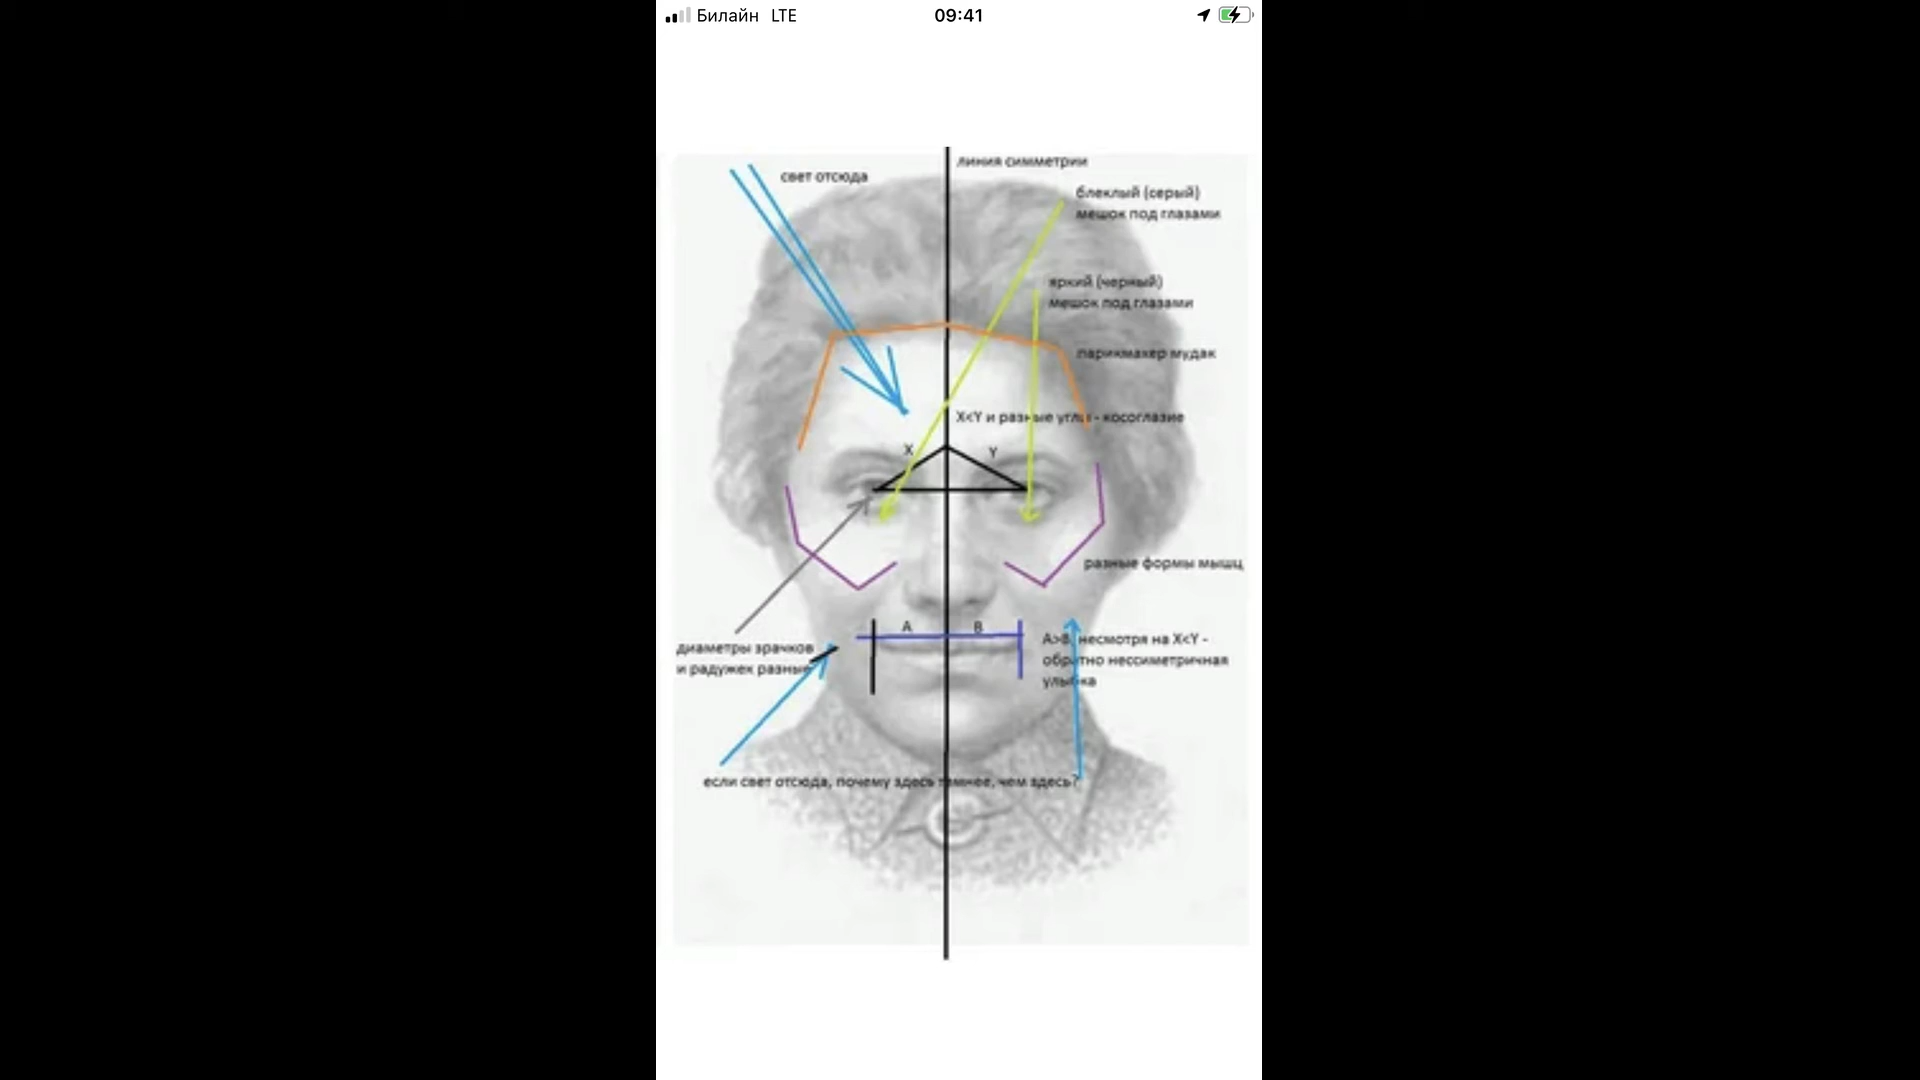 Билайн LTE
09:41
свет отсюда
линия симметрии
блеклый (серый)
мешок под глазами
яркий (черный)
мешок под глазами
парикмахер мудак
X<Y и разные углы - косоглазие
X
Y
разные формы мышц
A
B
диаметры зрачков
и радужек разные
A>B, несмотря на X<Y -
обратно нессиметричная
улыбка
если свет отсюда, почему здесь темнее, чем здесь?